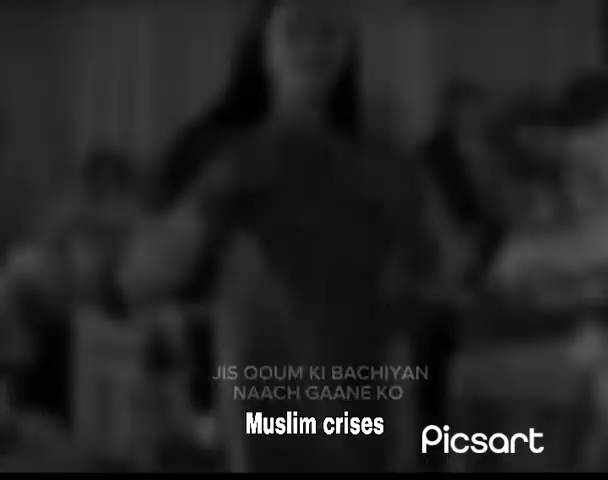 JIS QOUM KI BACHIYAN
NAACH GAANE KO
Muslim crises
Picsart